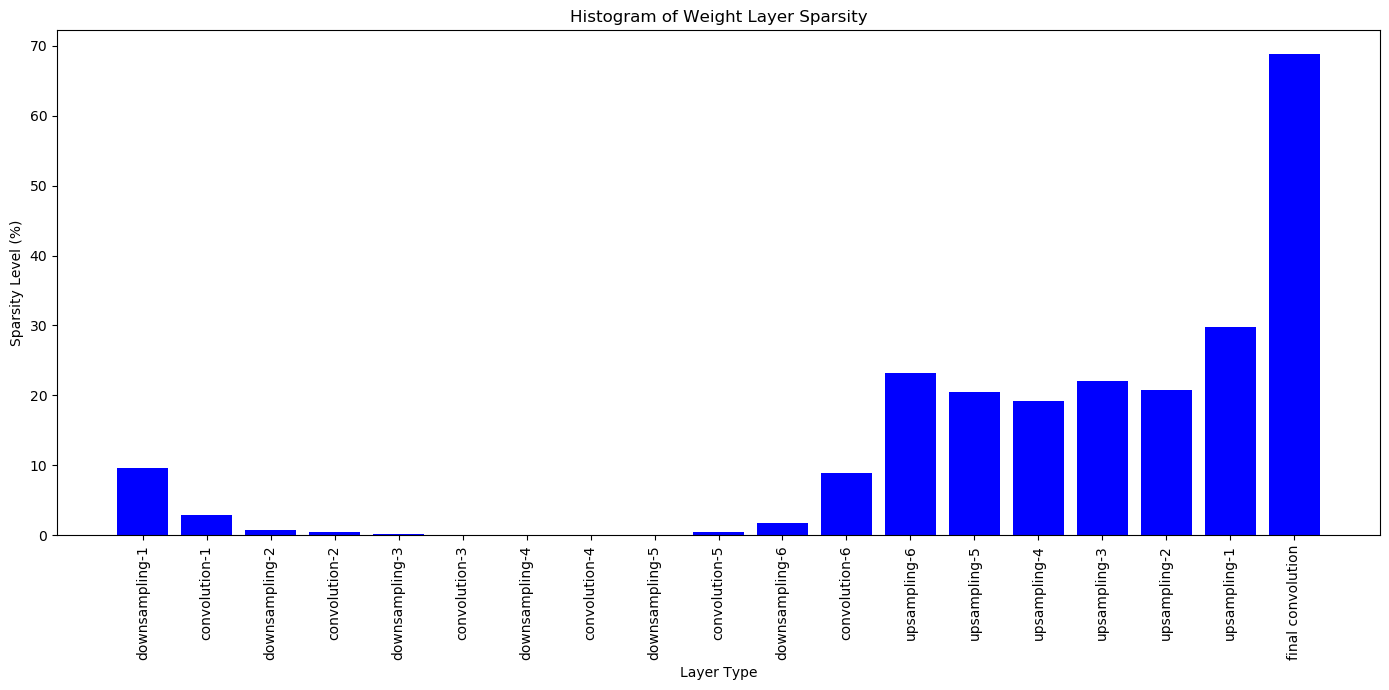 Histogram of Weight Layer Sparsity
Sparsity Level (%)
70
60
50
40
30
20
10
0
downsampling-1
convolution-1
downsampling-2
convolution-2
downsampling-3
convolution-3
downsampling-4
convolution-4
downsampling-5
convolution-5
downsampling-6
convolution-6
upsampling-6
upsampling-5
upsampling-4
upsampling-3
upsampling-2
upsampling-1
final convolution
Layer Type